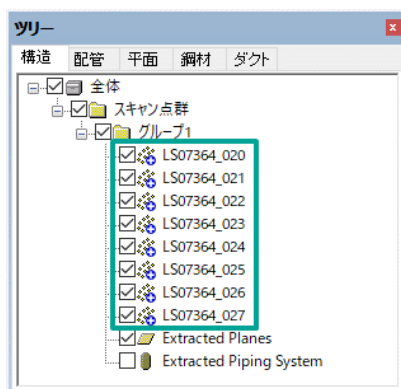 ツリー
構造 配管 平面 鋼材 ダクト
全体
スキャン点群
グループ1
LS07364_020
LS07364_021
LS07364_022
LS07364_023
LS07364_024
LS07364_025
LS07364_026
LS07364_027
Extracted Planes
Extracted Piping System